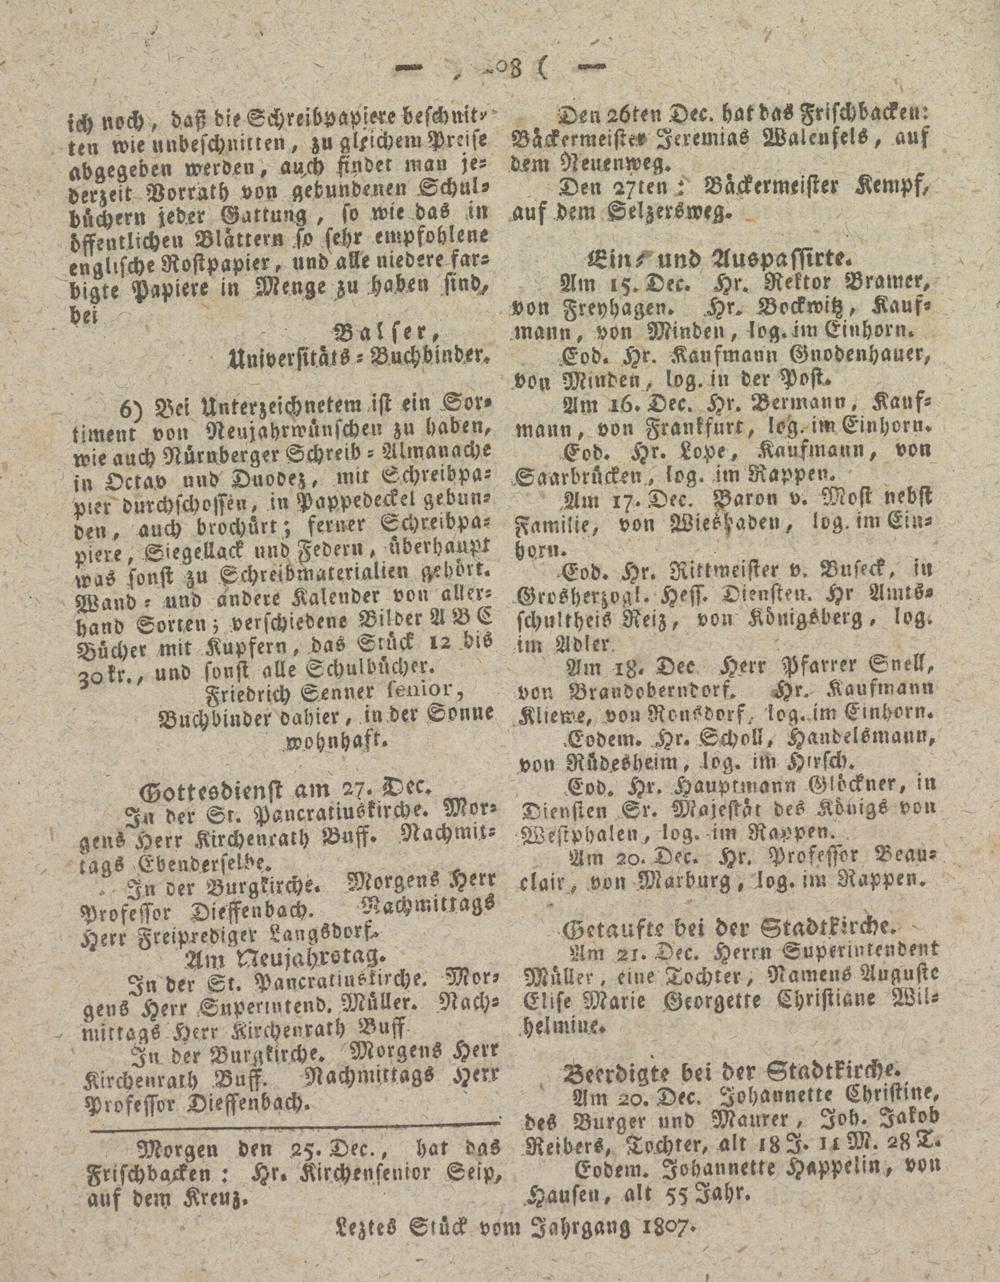 — 08 ( —
ich noch, daß die Schreibpapiere beschnit-
ten wie unbeschnitten, zu gleichem Preise
abgegeben werden, auch findet man je-
derzeit Vorrath von gebundenen Schul-
büchern jeder Gattung, so wie das in
öffentlichen Blättern so sehr empfohlene
englische Rostpapier, und alle niedere far-
bigte Papiere in Menge zu haben sind,
bei
Balser,
Universitäts-Buchbinder.
6) Bei Unterzeichnetem ist ein Sor-
timent von Neujahrwünschen zu haben,
wie auch Nürnberger Schreib-Almanache
in Octav und Duodez, mit Schreibpa-
pier durchschossen, in Pappedeckel gebun-
den, auch brochürt; ferner Schreibpa-
piere, Siegellack und Federn, überhaupt
was sonst zu Schreibmaterialien gehört.
Wand- und andere Kalender von aller-
hand Sorten; verschiedene Bilder A B C
Bücher mit Kupfern, das Stück 12 bis
30 kr., und sonst alle Schulbücher.
Friedrich Senner senior,
Buchbinder dahier, in der Sonne
wohnhaft.
Gottesdienst am 27. Dec.
In der St. Pancratiuskirche. Mor-
gens Herr Kirchenrath Buff. Nachmit-
tags Ebenderselbe.
In der Burgkirche. Morgens Herr
Professor Dieffenbach. Nachmittags
Herr Freiprediger Langsdorf.
Am Neujahrstag.
In der St. Pancratiuskirche. Mor-
gens Herr Superintend. Müller. Nach-
mittags Herr Kirchenrath Buff
In der Burgkirche. Morgens Herr
Kirchenrath Buff. Nachmittags Herr
Professor Dieffenbach.
Morgen den 25. Dec., hat das
Frischbacken: Hr. Kirchensenior Seip,
auf dem Kreuz.
Den 26ten Dec. hat das Frischbacken:
Bäckermeister Jeremias Walenfels, auf
dem Neuenweg.
Den 27ten: Bäckermeister Kempf,
auf dem Selzersweg.
Ein- und Auspassirte.
Am 15. Dec. Hr. Rektor Bramer,
von Freyhagen. Hr. Bockwitz, Kauf-
mann, von Minden, log. im Einhorn.
Eod. Hr. Kaufmann Gnodenhauer,
von Minden, log. in der Post.
Am 16. Dec. Hr. Bermann, Kauf-
mann, von Frankfurt, log. im Einhorn.
Eod. Hr. Lope, Kaufmann, von
Saarbrücken, log. im Rappen.
Am 17. Dec. Baron v. Most nebst
Familie, von Wiesbaden, log. im Ein-
horn.
Eod. Hr. Rittmeister v. Buseck, in
Grosherzogl. Hess. Diensten. Hr Amts-
schultheis Reiz, von Königsberg, log.
im Adler
Am 18. Dec Herr Pfarrer Snell,
von Brandoberndorf. Hr. Kaufmann
Kliewe, von Ronsdorf, log. im Einhorn.
Eodem. Hr. Scholl, Handelsmann,
von Rüdesheim, log. im Hirsch.
Eod. Hr. Hauptmann Glöckner, in
Diensten Sr. Majestät des Königs von
Westphalen, log. im Rappen.
Am 20. Dec. Hr. Professor Beau-
clair, von Marburg, log. im Rappen.
Getaufte bei der Stadtkirche.
Am 21. Dec. Herrn Superintendent
Müller, eine Tochter, Namens Auguste
Elise Marie Georgette Christiane Wil-
helmine.
Beerdigte bei der Stadtkirche.
Am 20. Dec. Johannette Christine,
des Burger und Maurer, Joh. Jakob
Reibers, Tochter, alt 18 J. 11 M. 28 T.
Eodem. Johannette Happelin, von
Hausen, alt 55 Jahr.
Leztes Stück vom Jahrgang 1807.